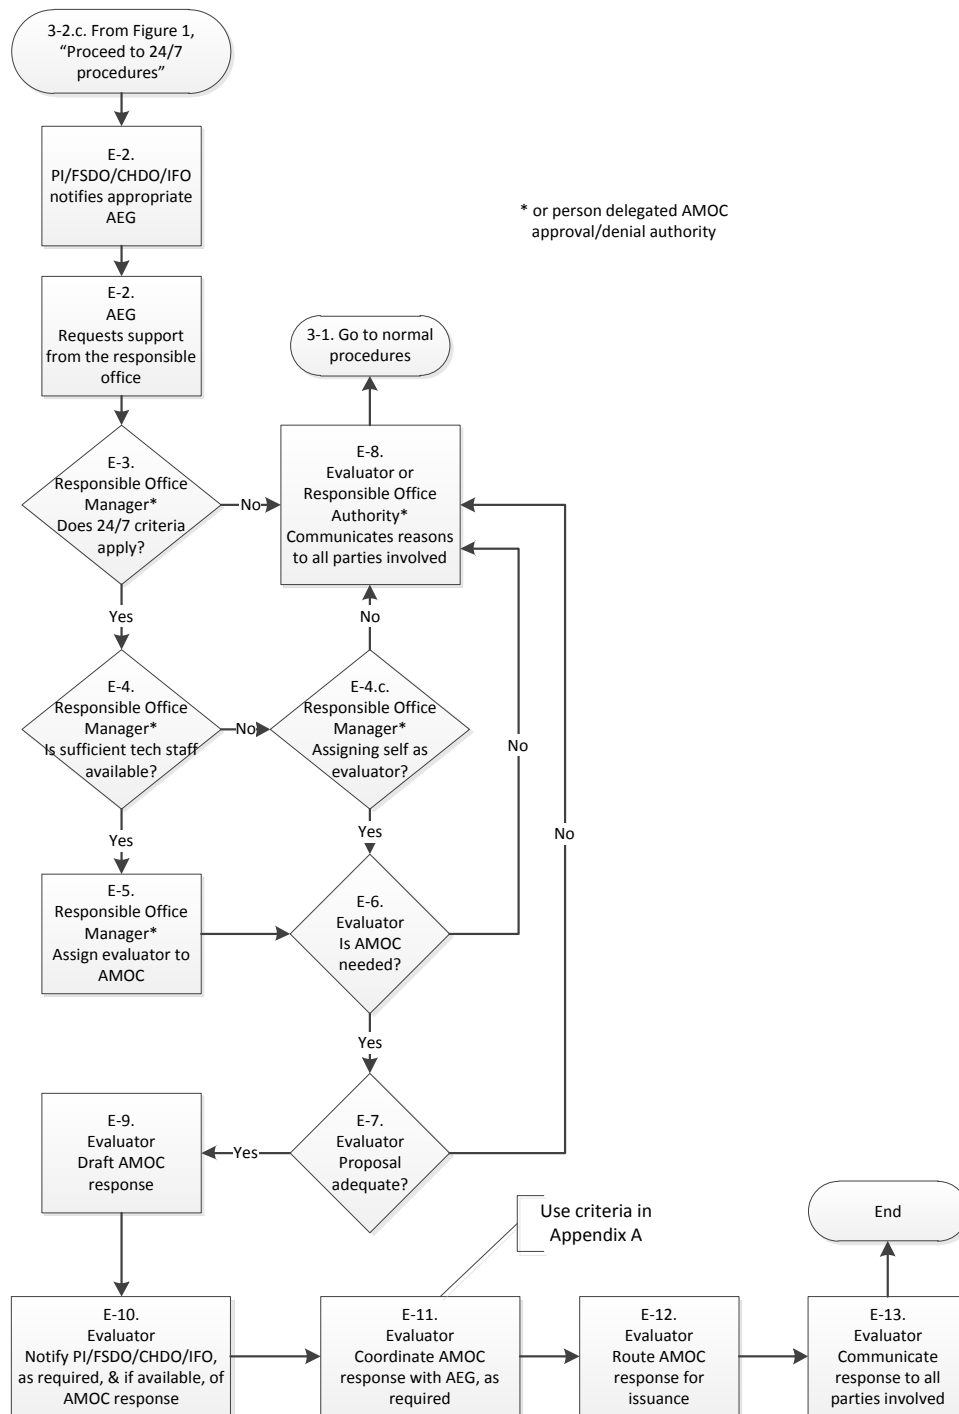 3-2.c. From Figure 1,
“Proceed to 24/7
procedures”
E-2.
PI/FSDO/CHDO/IFO
notifies appropriate
AEG
* or person delegated AMOC
approval/denial authority
E-2.
AEG
Requests support
from the responsible
office
3-1. Go to normal
procedures
E-3.
Responsible Office
Manager*
Does 24/7 criteria
apply?
No
E-8.
Evaluator or
Responsible Office
Authority*
Communicates reasons
to all parties involved
Yes
No
E-4.
Responsible Office
Manager*
Is sufficient tech staff
available?
No
E-4.c.
Responsible Office
Manager*
Assigning self as
evaluator?
No
Yes
Yes
No
E-5.
Responsible Office
Manager*
Assign evaluator to
AMOC
E-6.
Evaluator
Is AMOC
needed?
Yes
E-9.
Evaluator
Draft AMOC
response
Yes
E-7.
Evaluator
Proposal
adequate?
Use criteria in
Appendix A
End
E-10.
Evaluator
Notify PI/FSDO/CHDO/IFO,
as required, & if available, of
AMOC response
E-11.
Evaluator
Coordinate AMOC
response with AEG, as
required
E-12.
Evaluator
Route AMOC
response for
issuance
E-13.
Evaluator
Communicate
response to all
parties involved